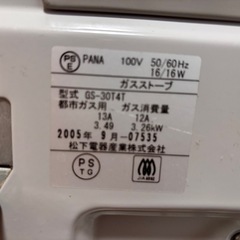 PS E PANA 100V 50/60Hz
16/16W
ガスストーブ
型式 GS-30T4T
都市ガス用 ガス消費量
13A 12A
3.49 3.26kW
2005年 9月-07535
松下電器産業株式会社
PS TG